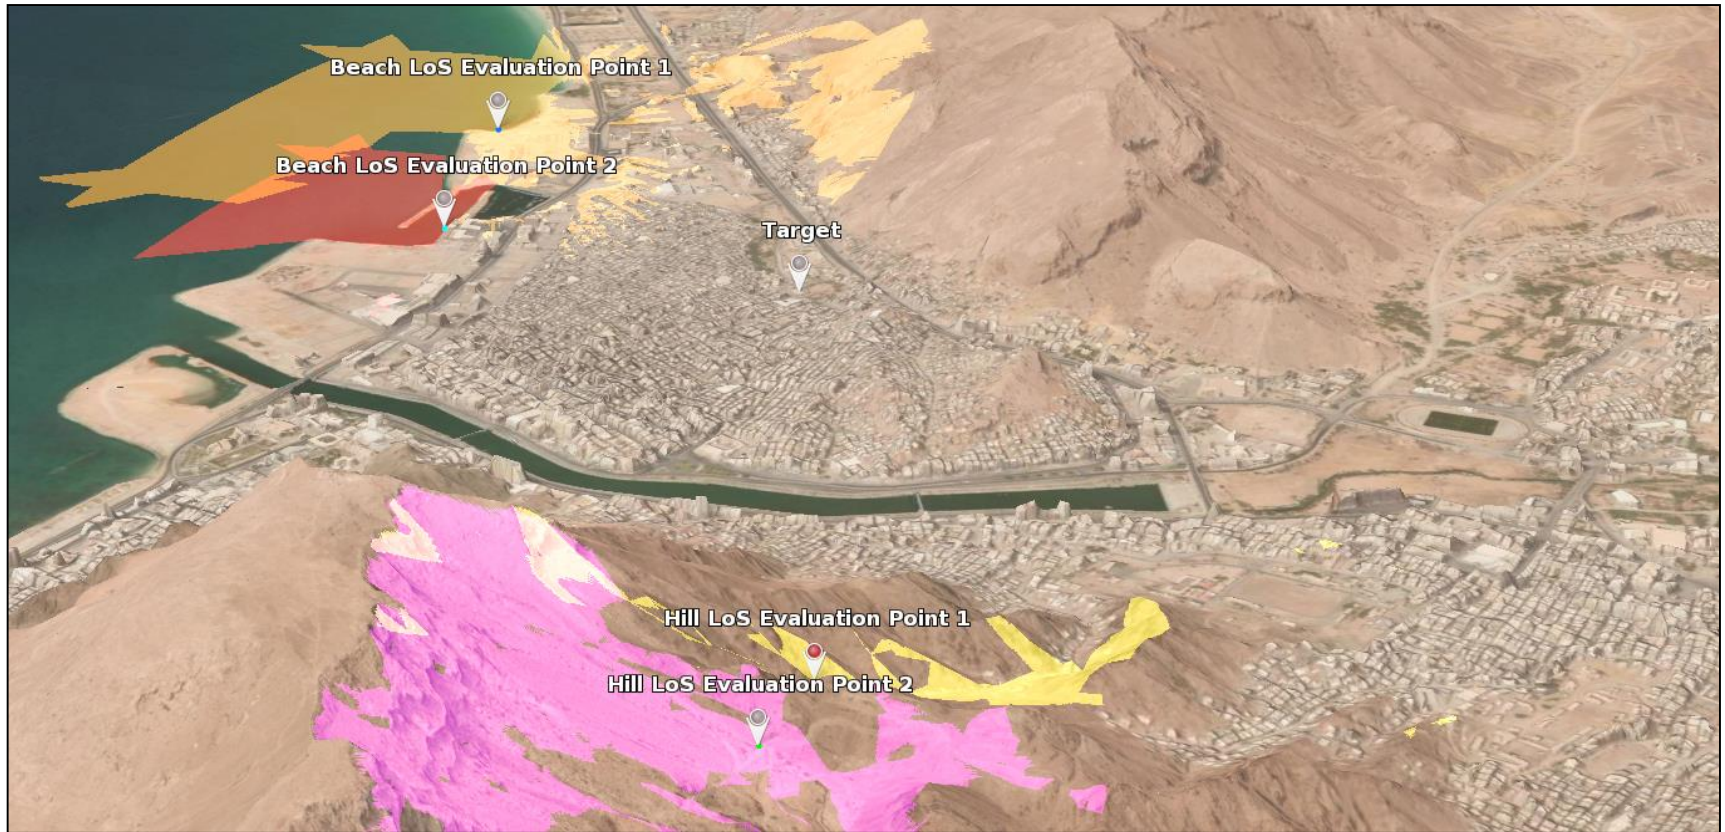 Beach LoS Evaluation Point 1
Beach LoS Evaluation Point 2
Target
Hill LoS Evaluation Point 1
Hill LoS Evaluation Point 2